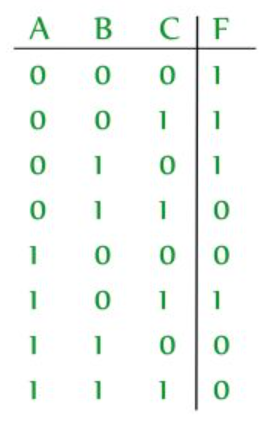 A B C F
0 0 0 1
0 0 1 1
0 1 0 1
0 1 1 0
1 0 0 0
1 0 1 1
1 1 0 0
1 1 1 0